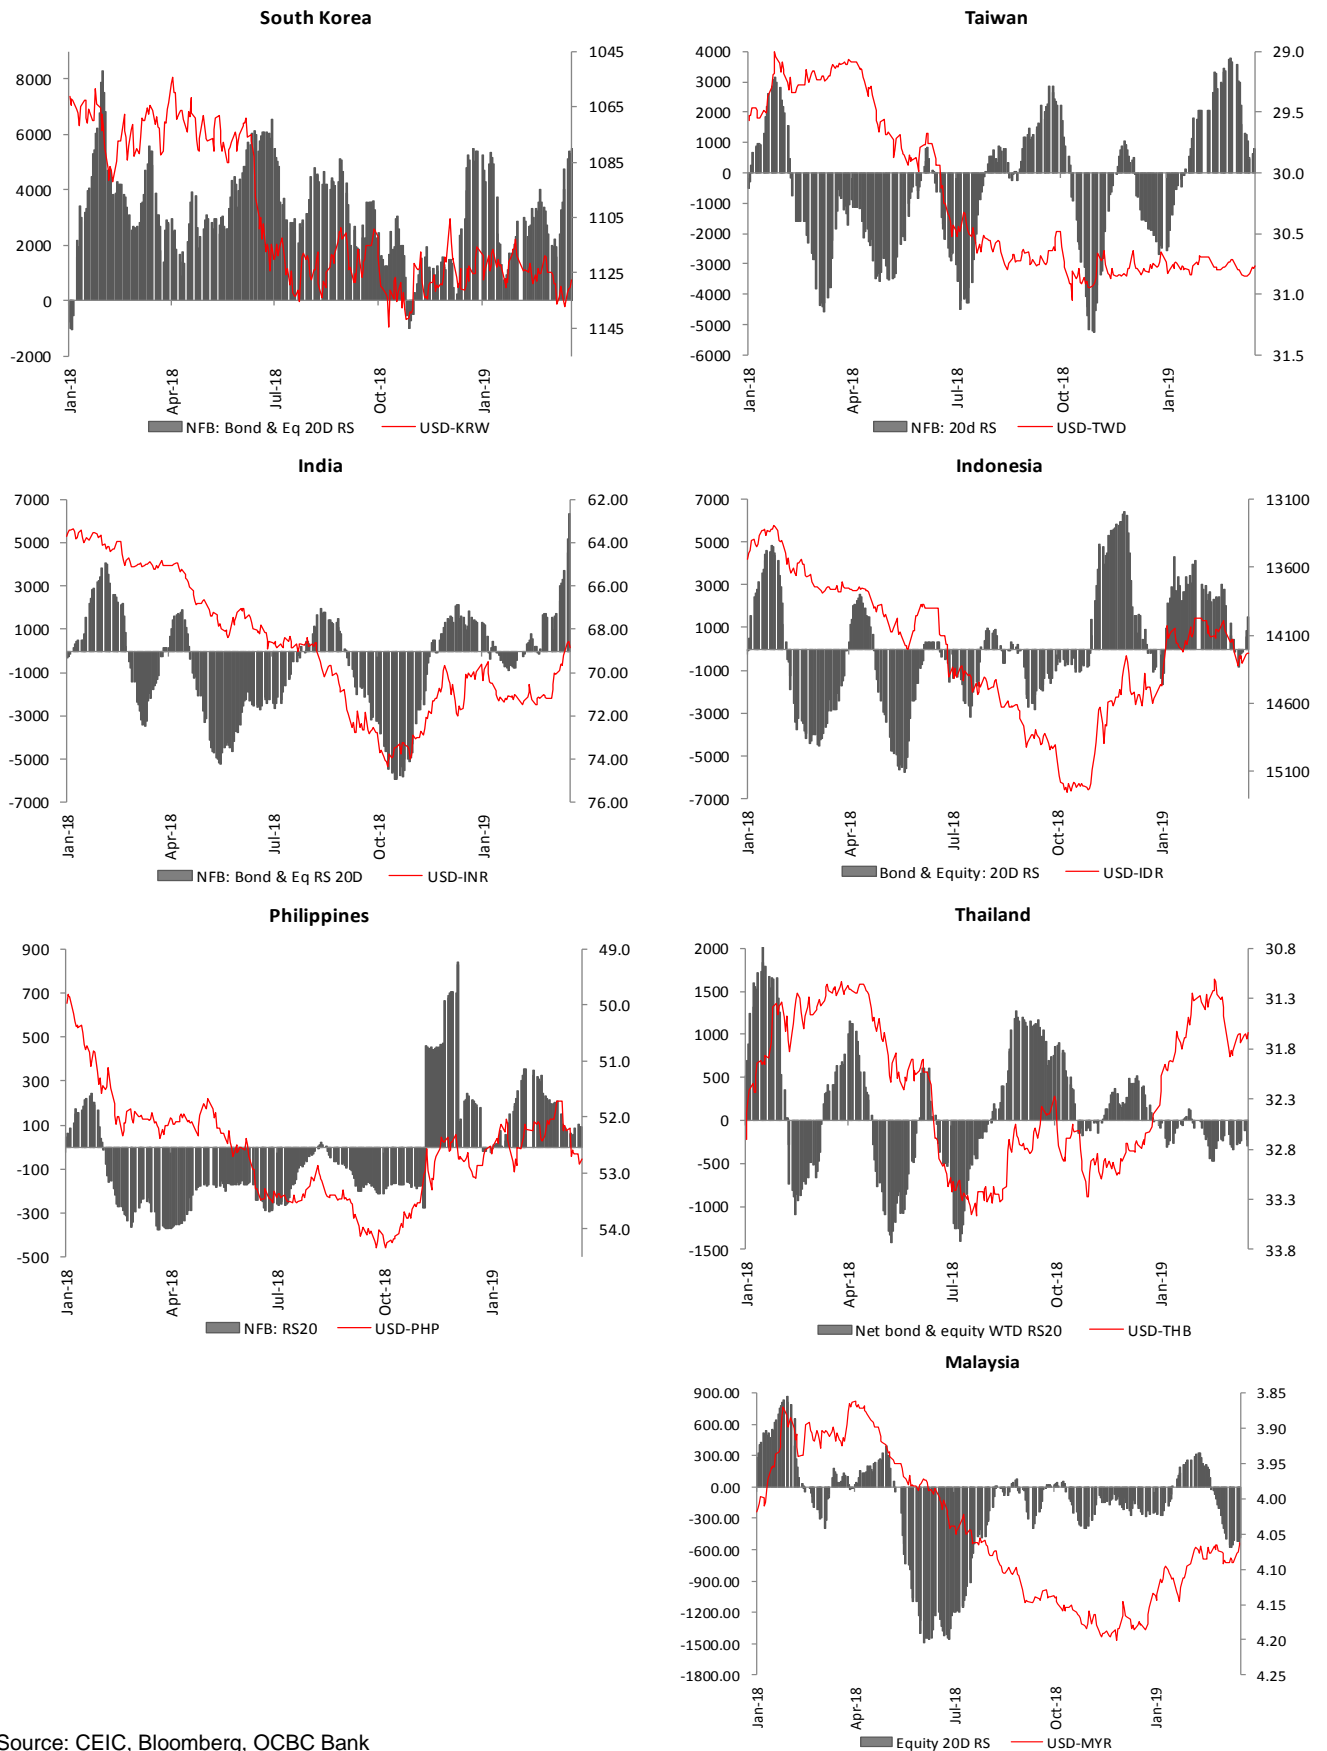 South Korea
8000
6000
4000
2000
0
-2000
1045
1065
1085
1105
1125
1145
Jan-18
Apr-18
Jul-18
Oct-18
Jan-19
NFB: Bond & Eq 20D RS
USD-KRW
Taiwan
4000
3000
2000
1000
0
-1000
-2000
-3000
-4000
-5000
-6000
29.0
29.5
30.0
30.5
31.0
31.5
Jan-18
Apr-18
Jul-18
Oct-18
Jan-19
NFB: 20d RS
USD-TWD
India
7000
5000
3000
1000
-1000
-3000
-5000
-7000
62.00
64.00
66.00
68.00
70.00
72.00
74.00
76.00
Jan-18
Apr-18
Jul-18
Oct-18
Jan-19
NFB: Bond & Eq RS 20D
USD-INR
Indonesia
7000
5000
3000
1000
-1000
-3000
-5000
-7000
13100
13600
14100
14600
15100
Jan-18
Apr-18
Jul-18
Oct-18
Jan-19
Bond & Equity: 20D RS
USD-IDR
Philippines
900
700
500
300
100
-100
-300
-500
49.0
50.0
51.0
52.0
53.0
54.0
Jan-18
Apr-18
Jul-18
Oct-18
Jan-19
NFB: RS20
USD-PHP
Thailand
2000
1500
1000
500
0
-500
-1000
-1500
30.8
31.3
31.8
32.3
32.8
33.3
33.8
Jan-18
Apr-18
Jul-18
Oct-18
Jan-19
Net bond & equity WTD RS20
USD-THB
Malaysia
900.00
600.00
300.00
0.00
-300.00
-600.00
-900.00
-1200.00
-1500.00
-1800.00
3.85
3.90
3.95
4.00
4.05
4.10
4.15
4.20
4.25
Jan-18
Apr-18
Jul-18
Oct-18
Jan-19
Equity 20D RS
USD-MYR
Source: CEIC, Bloomberg, OCBC Bank